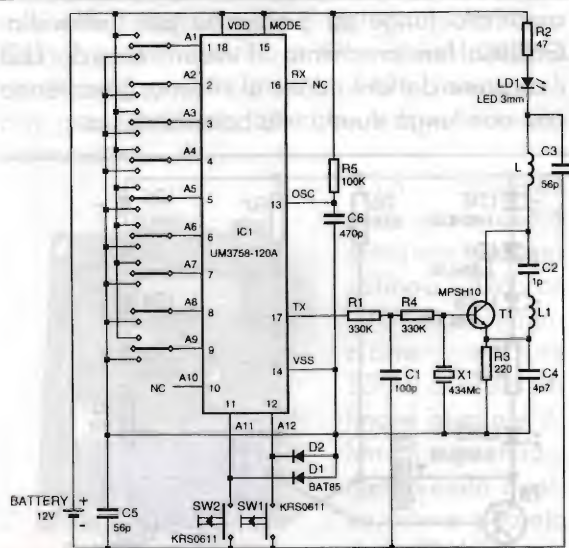 VDD MODE
18 15
A1 1
A2 2
A3 3
A4 4
A5 5
A6 6
A7 7
A8 8
A9 9
NC A10 10
11 12
A11 A12
IC1
UM3758-120A
RX
16 NC
R5
100K
OSC
13
C6
470p
TX
17
VSS
14
R1
330K
R4
330K
C1
100p
X1
434Mc
MPSH10
T1
R3
220
R2
47
LD1
LED 3mm
L
C3
56p
C2
1p
L1
C4
4p7
D2
D1
BAT85
SW2
KRS0611
SW1
KRS0611
BATTERY +
12V
C5
56p